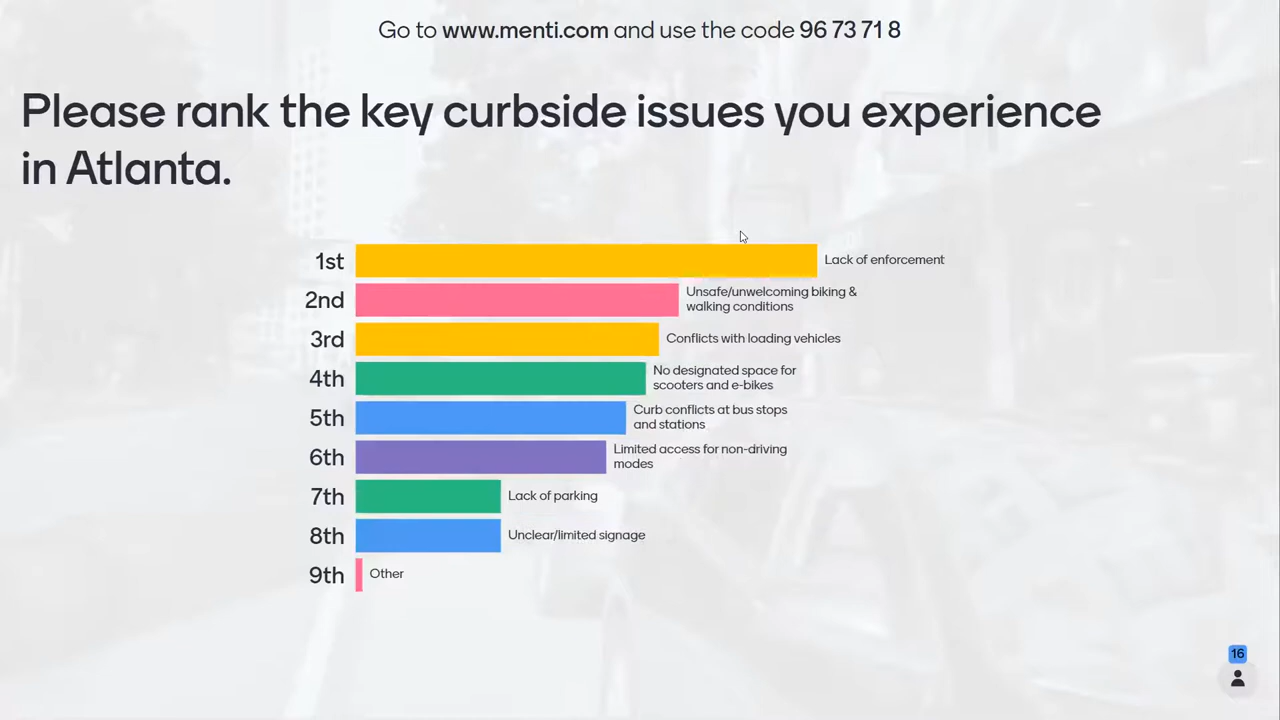 Go to www.menti.com and use the code 96 73 71 8
Please rank the key curbside issues you experience
in Atlanta.
1st
Lack of enforcement
2nd
Unsafe/unwelcoming biking &
walking conditions
3rd
Conflicts with loading vehicles
4th
No designated space for
scooters and e-bikes
5th
Curb conflicts at bus stops
and stations
6th
Limited access for non-driving
modes
7th
Lack of parking
8th
Unclear/limited signage
9th
Other
16